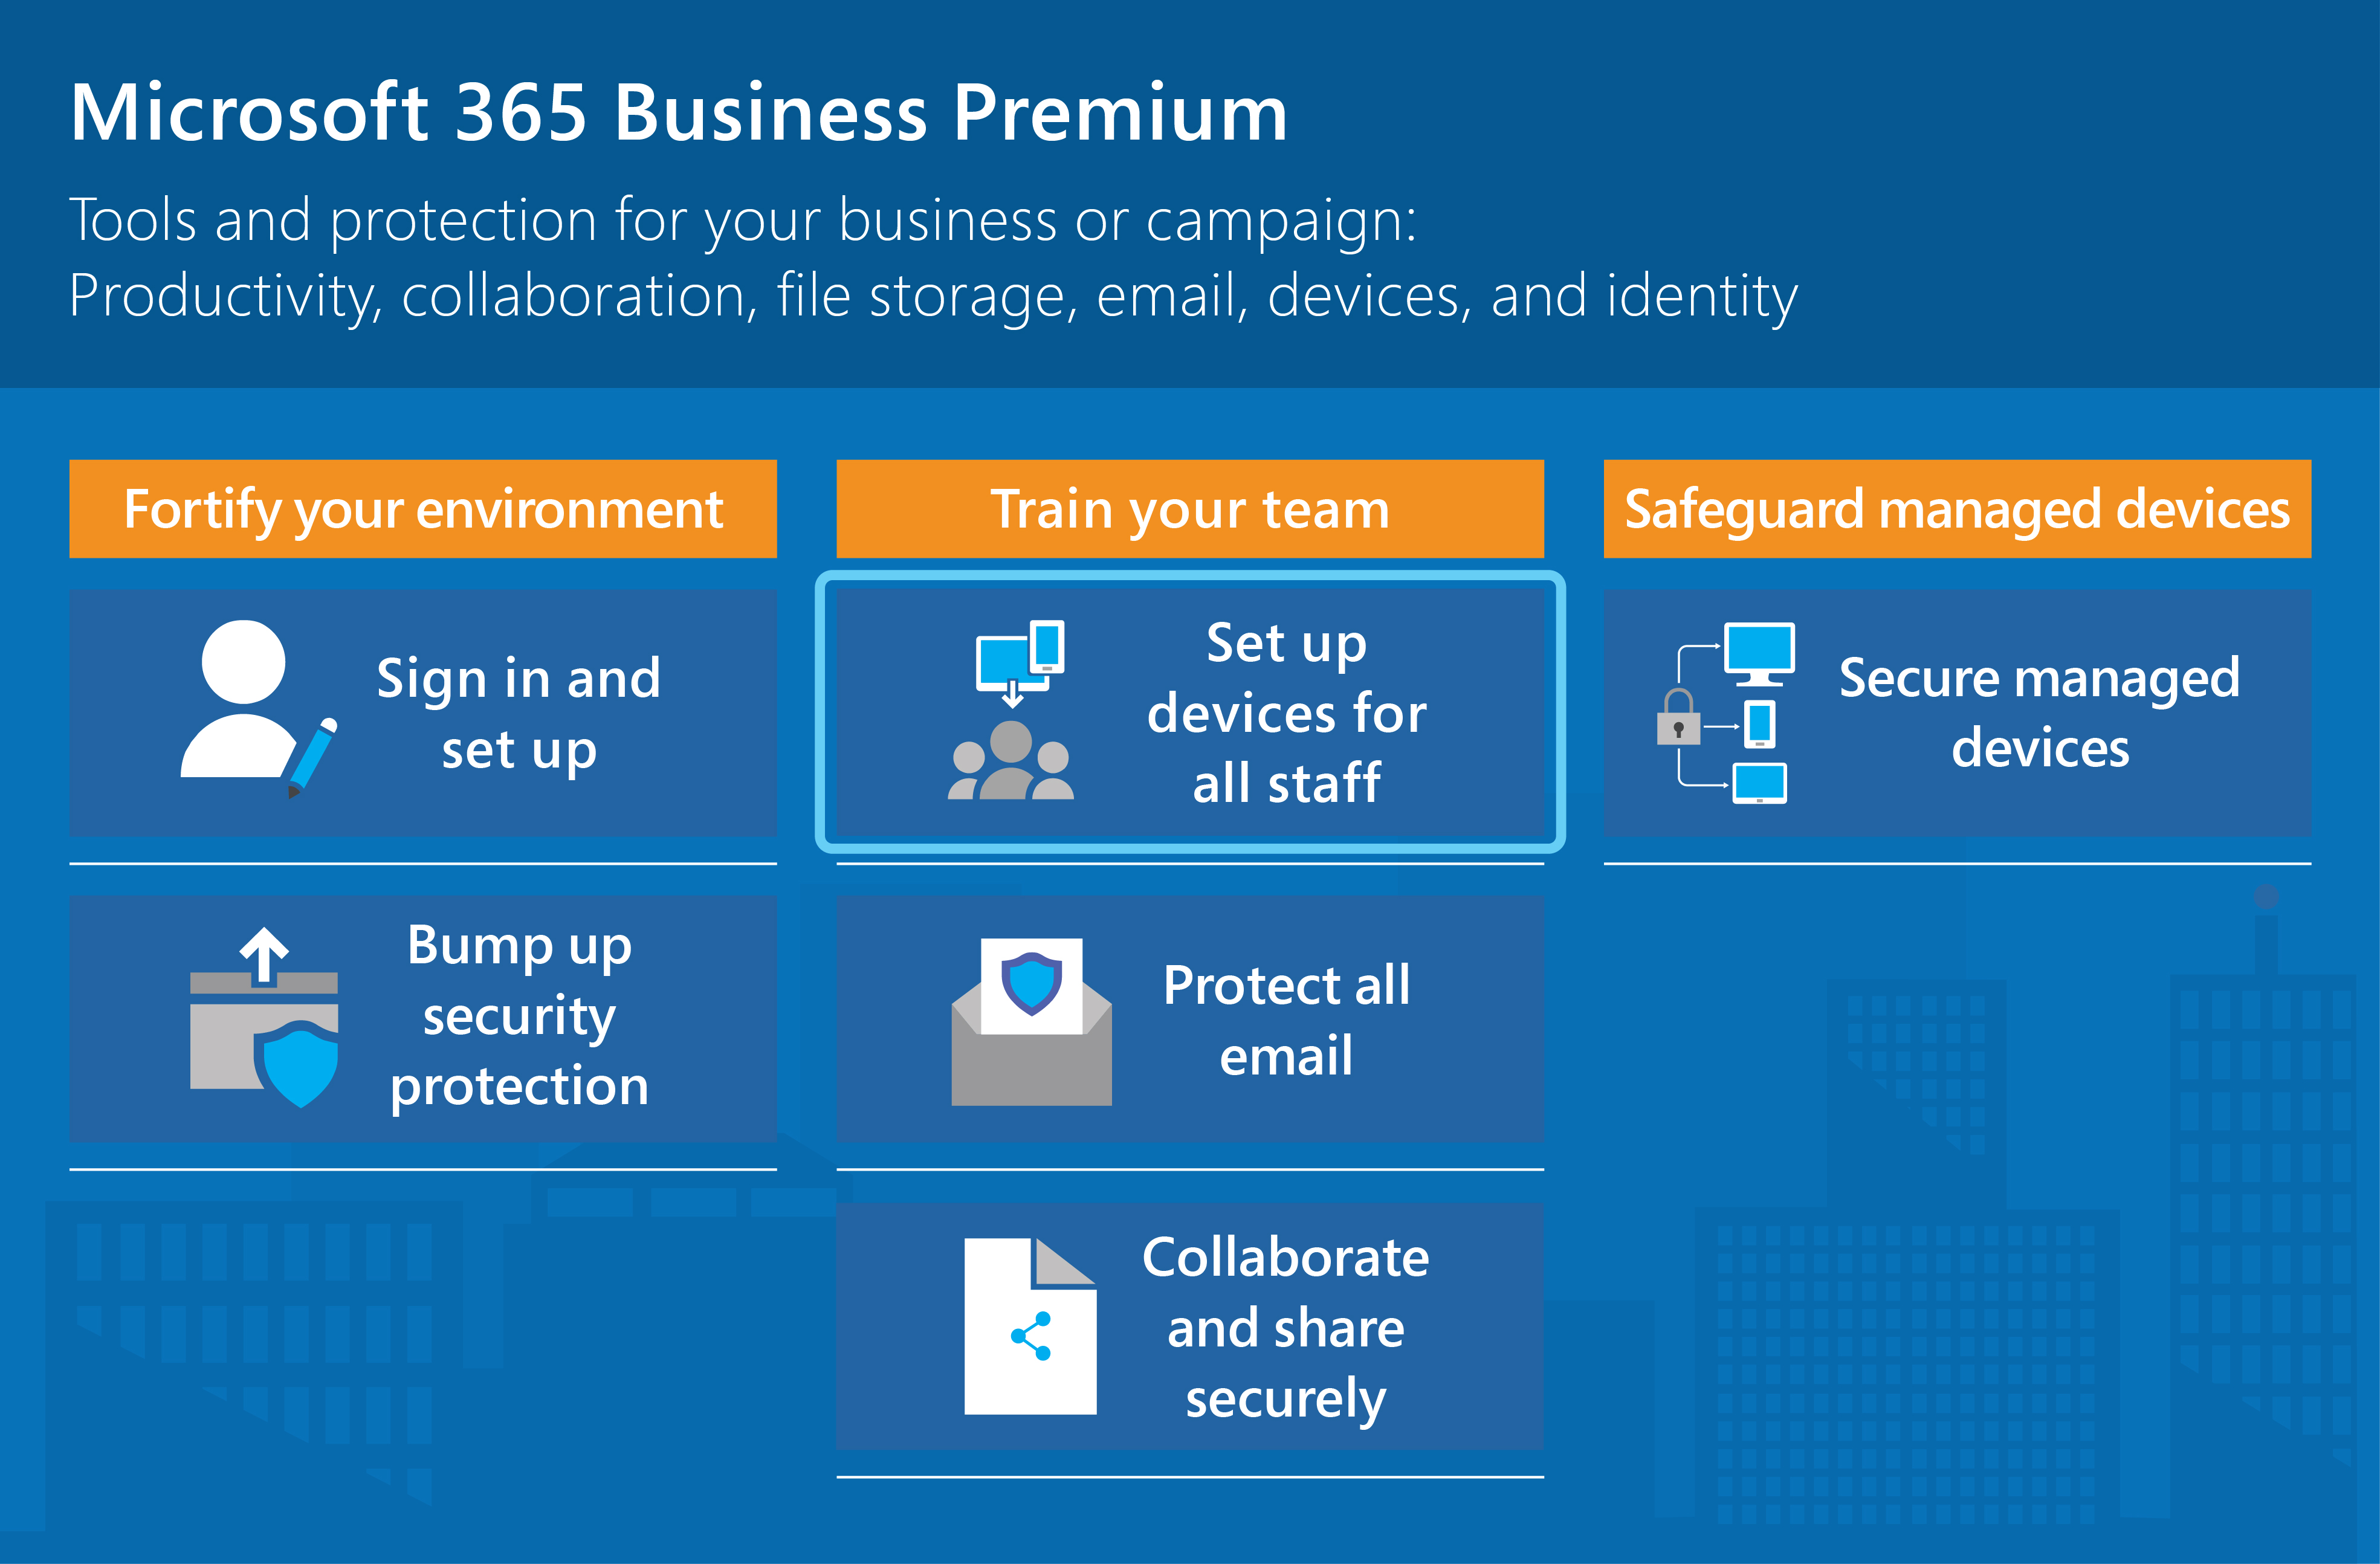 Microsoft 365 Business Premium
Tools and protection for your business or campaign:
Productivity, collaboration, file storage, email, devices, and identity
Fortify your environment
Sign in and
set up
Bump up
security
protection
Train your team
Set up
devices for
all staff
Protect all
email
Collaborate
and share
securely
Safeguard managed devices
Secure managed
devices